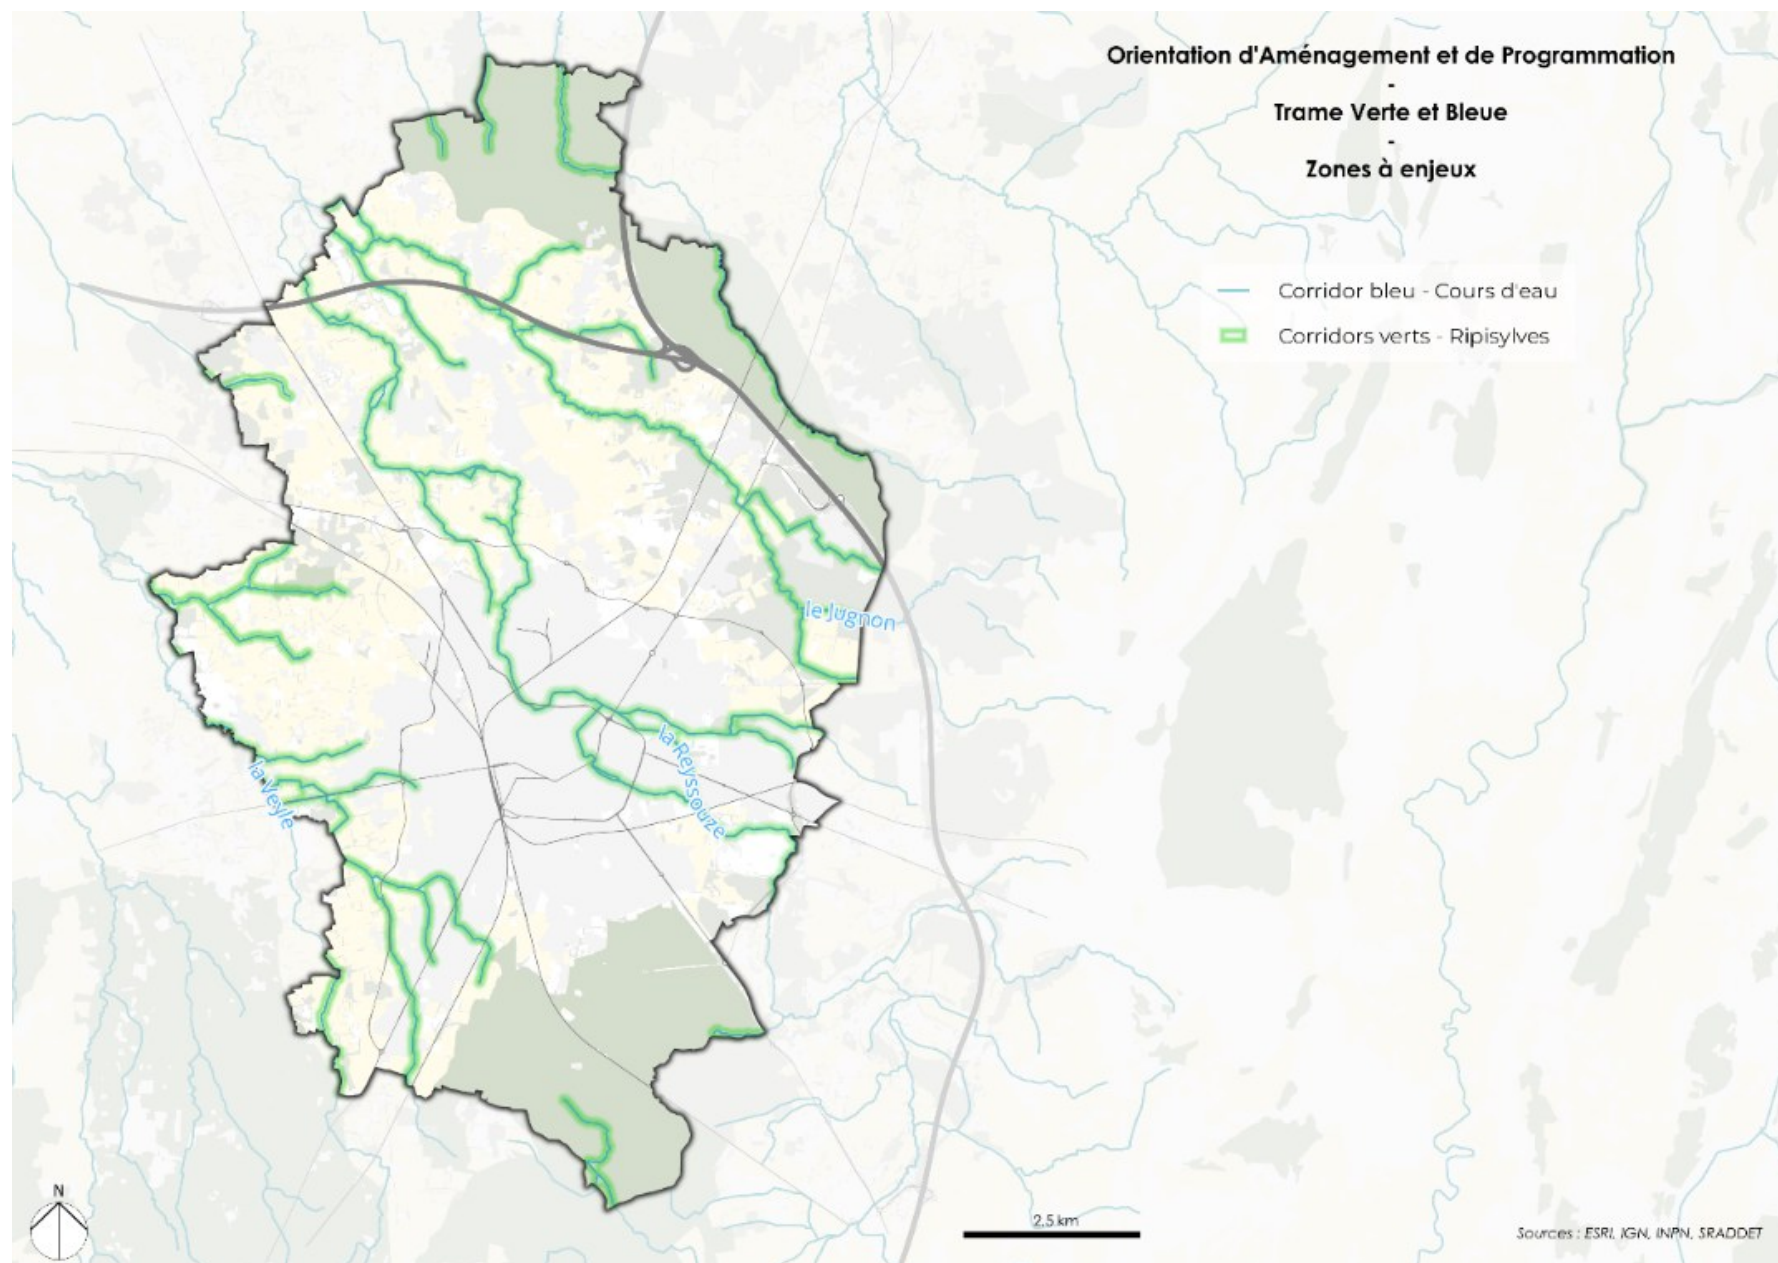 Orientation d'Aménagement et de Programmation
-
Trame Verte et Bleue
-
Zones à enjeux
Corridor bleu - Cours d'eau
Corridors verts - Ripisylves
le Jugnon
la Reyssouze
la Veyle
N
2.5 km
Sources : ESRI, IGN, INPN, SRADDET